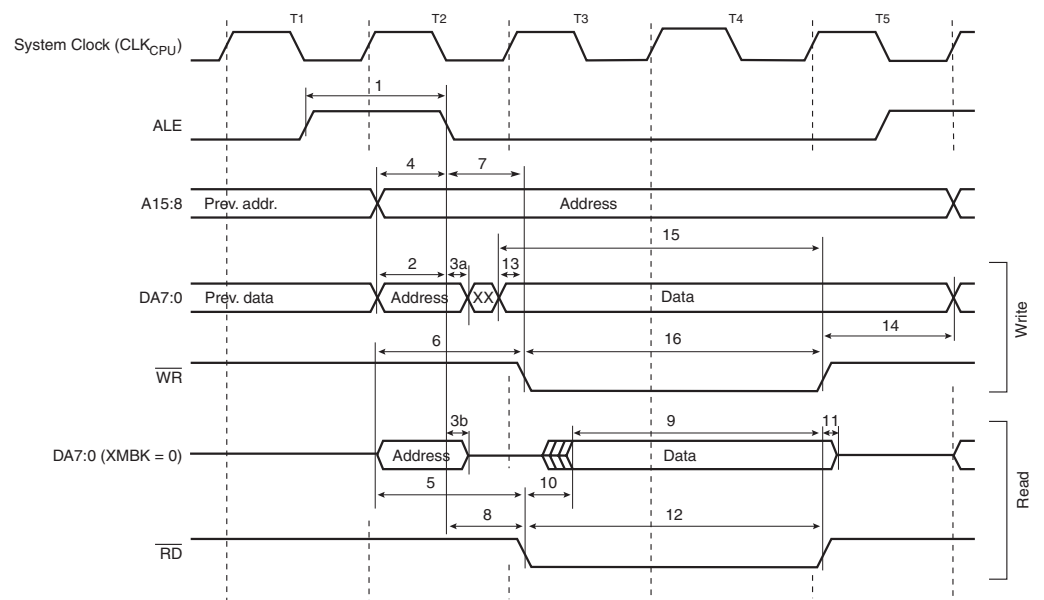 T1 T2 T3 T4 T5
System Clock (CLKCPU)
1
ALE
4 7
A15:8 Prev. addr. Address
15
2 3a 13
DA7:0 Prev. data Address XX Data
14
6 16
WR
Write
3b 9 11
DA7:0 (XMBK = 0) Address Data
5 10
8 12
RD
Read